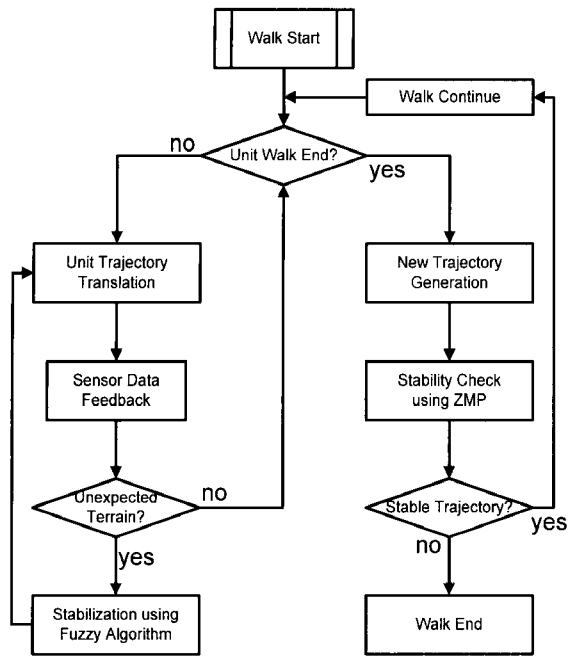 Walk Start
Walk Continue
no
Unit Walk End?
yes
Unit Trajectory
Translation
New Trajectory
Generation
Sensor Data
Feedback
Stability Check
using ZMP
Unexpected
Terrain?
no
yes
Stable Trajectory?
yes
no
Stabilization using
Fuzzy Algorithm
Walk End